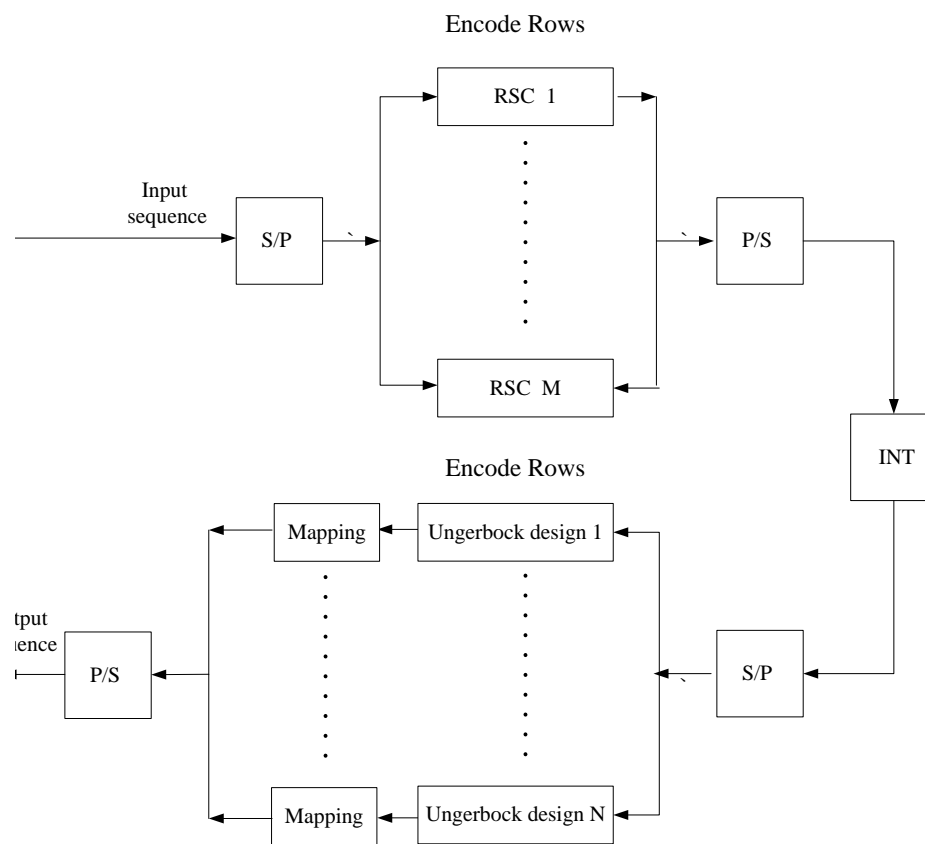 Encode Rows
RSC 1
Input
sequence
S/P
P/S
RSC M
INT
Encode Rows
Mapping
Ungerbock design 1
P/S
S/P
Mapping
Ungerbock design N